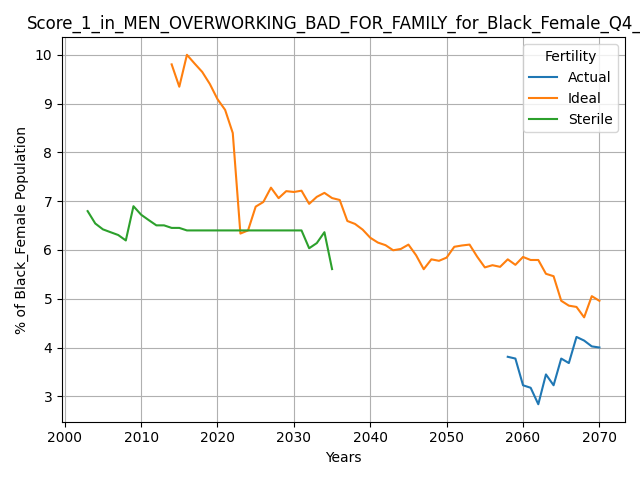 Score_1_in_MEN_OVERWORKING_BAD_FOR_FAMILY_for_Black_Female_Q4_
Fertility
Actual
Ideal
Sterile
% of Black_Female Population
10
9
8
7
6
5
4
3
2000 2010 2020 2030 2040 2050 2060 2070
Years